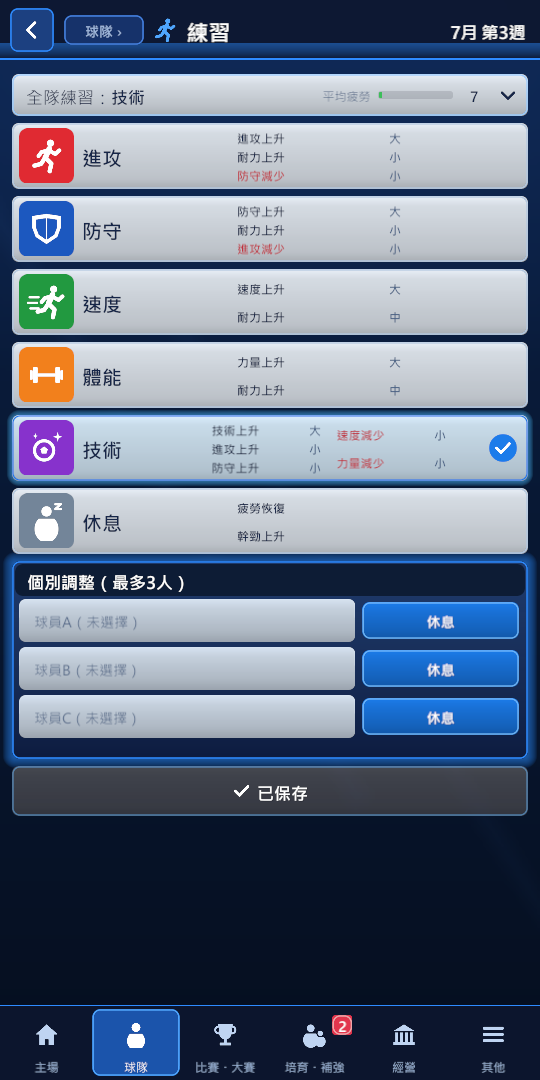 球隊 ›
練習
7月 第3週
全隊練習：技術 平均疲勞 7
進攻
進攻上升 大
耐力上升 小
防守減少 小
防守
防守上升 大
耐力上升 小
進攻減少 小
速度
速度上升 大
耐力上升 中
體能
力量上升 大
耐力上升 中
技術
技術上升 大
進攻上升 小
防守上升 小
速度減少 小
力量減少 小
休息
疲勞恢復
幹勁上升
個別調整（最多3人）
球員A（未選擇） 休息
球員B（未選擇） 休息
球員C（未選擇） 休息
已保存
2
主場 球隊 比賽・大賽 培育・補強 經營 其他